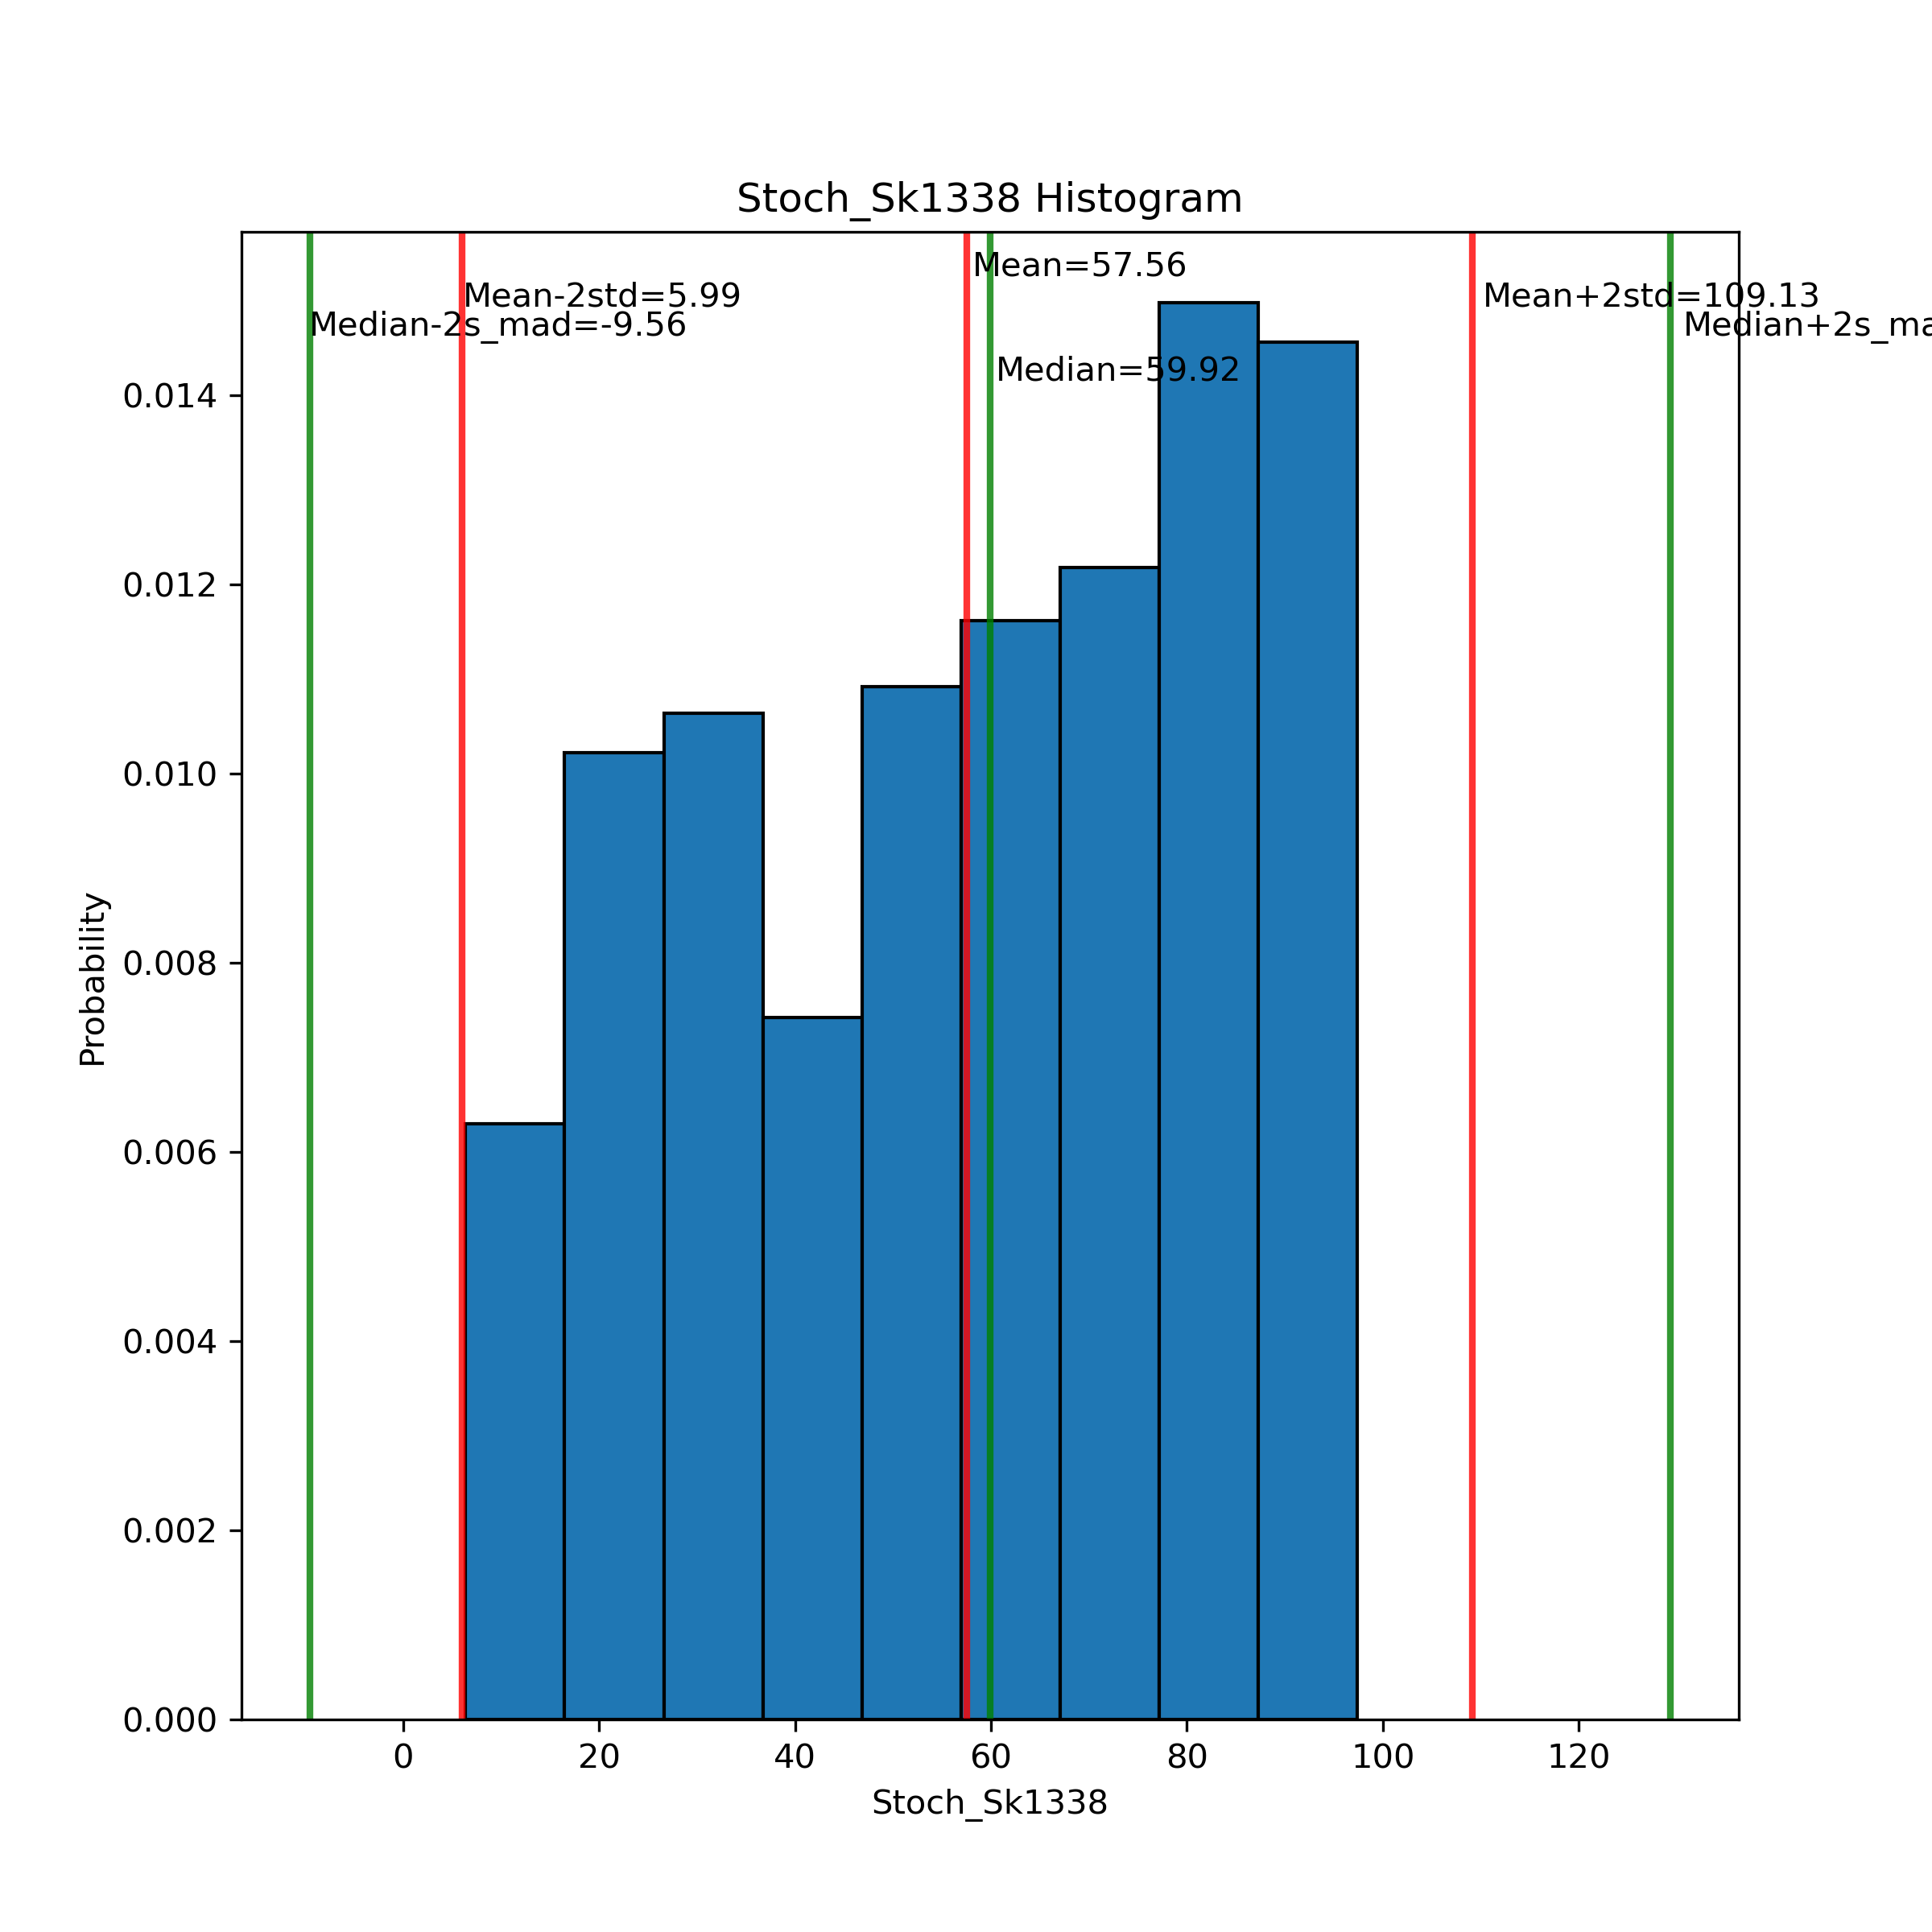 Stoch_Sk1338 Histogram
Mean=57.56
Mean-2std=5.99
Mean+2std=109.13
Median-2s_mad=-9.56
Median+2s_ma
Median=59.92
0.014
0.012
0.010
0.008
0.006
0.004
0.002
0.000
Probability
0 20 40 60 80 100 120
Stoch_Sk1338